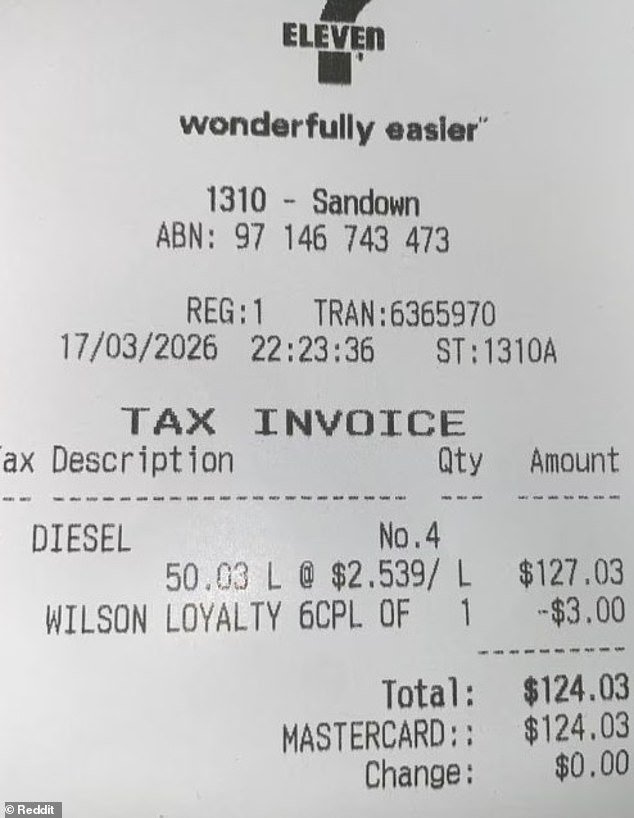 ELEVEn
wonderfully easier™
1310 - Sandown
ABN: 97 146 743 473
REG:1 TRAN:6365970
17/03/2026 22:23:36 ST:1310A
TAX INVOICE
ax Description Qty Amount
DIESEL No.4
50.03 L @ $2.539/ L $127.03
WILSON LOYALTY 6CPL OF 1 -$3.00
Total: $124.03
MASTERCARD:: $124.03
Change: $0.00
© Reddit